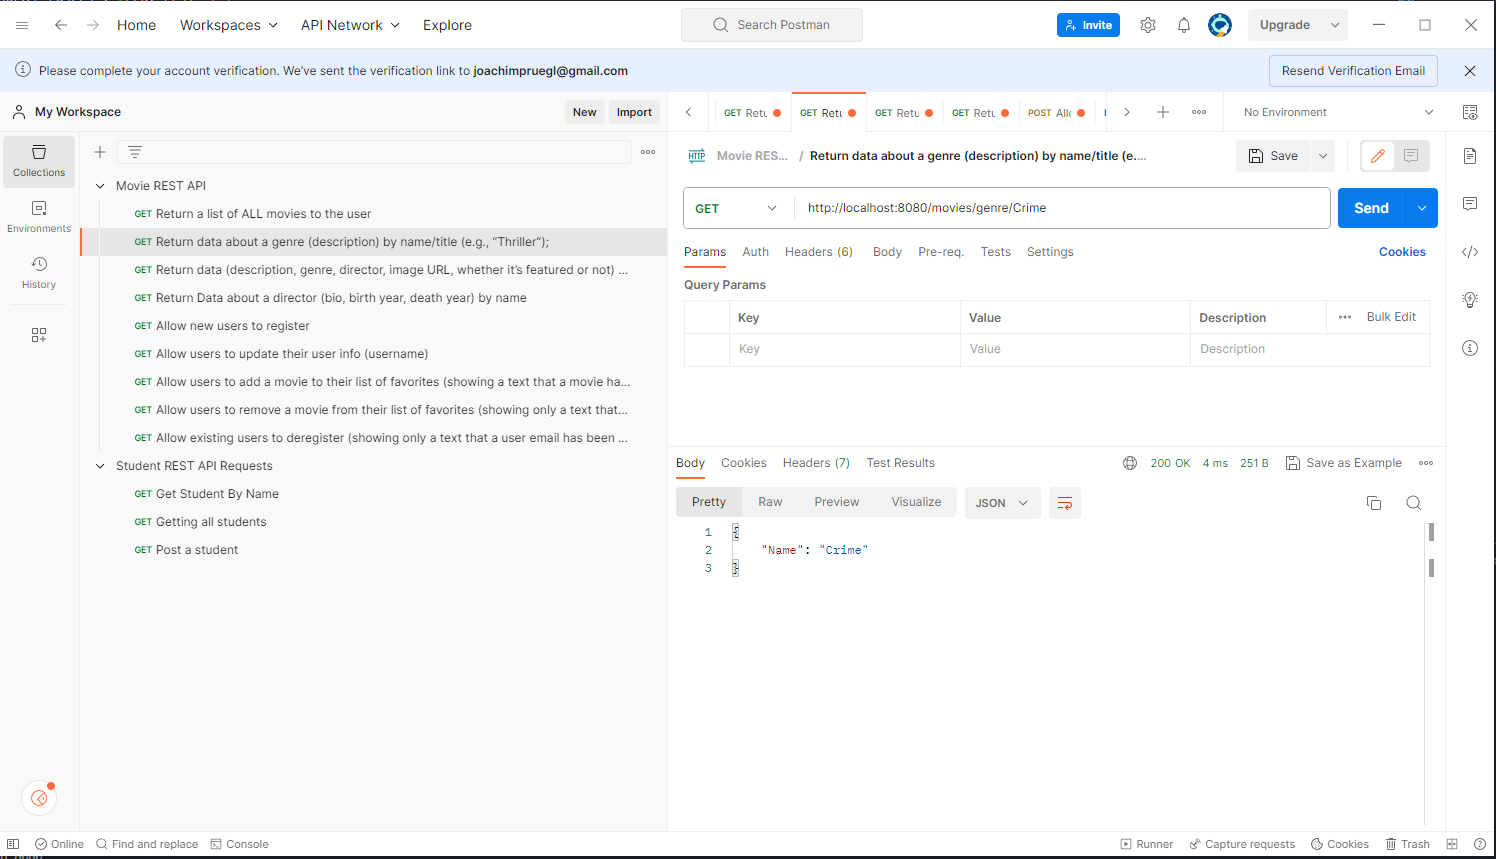 Home Workspaces API Network Explore Search Postman Invite Upgrade
Please complete your account verification. We’ve sent the verification link to joachimpruegl@gmail.com Resend Verification Email
My Workspace New Import
GET Retu GET Retu GET Retu GET Retu POST Allo No Environment
Collections
Environments
History
Movie REST API
GET Return a list of ALL movies to the user
GET Return data about a genre (description) by name/title (e.g., “Thriller”);
GET Return data (description, genre, director, image URL, whether it’s featured or not) ...
GET Return Data about a director (bio, birth year, death year) by name
GET Allow new users to register
GET Allow users to update their user info (username)
GET Allow users to add a movie to their list of favorites (showing a text that a movie ha...
GET Allow users to remove a movie from their list of favorites (showing only a text that...
GET Allow existing users to deregister (showing only a text that a user email has been ...
Student REST API Requests
GET Get Student By Name
GET Getting all students
GET Post a student
HTTP Movie RES... / Return data about a genre (description) by name/title (e.... Save
GET http://localhost:8080/movies/genre/Crime Send
Params Auth Headers (6) Body Pre-req. Tests Settings Cookies
Query Params
Key Value Description Bulk Edit
Key Value Description
Body Cookies Headers (7) Test Results 200 OK 4 ms 251 B Save as Example
Pretty Raw Preview Visualize JSON
1 {
2 "Name": "Crime"
3 }
Online Find and replace Console Runner Capture requests Cookies Trash